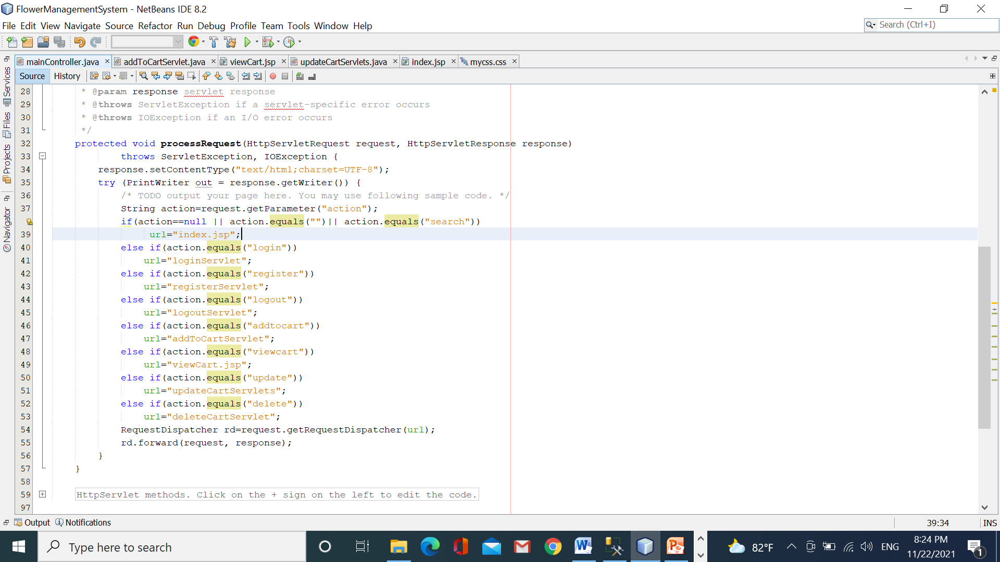 FlowerManagementSystem - NetBeans IDE 8.2
File Edit View Navigate Source Refactor Run Debug Profile Team Tools Window Help
Search (Ctrl+I)
mainController.java addToCartServlet.java viewCart.jsp updateCartServlets.java index.jsp mycss.css
Source History
Services
Files
Projects
Navigator
28 * @param response servlet response
29 * @throws ServletException if a servlet-specific error occurs
30 * @throws IOException if an I/O error occurs
31 */
32 protected void processRequest(HttpServletRequest request, HttpServletResponse response)
33 throws ServletException, IOException {
34 response.setContentType("text/html;charset=UTF-8");
35 try (PrintWriter out = response.getWriter()) {
36 /* TODO output your page here. You may use following sample code. */
37 String action=request.getParameter("action");
if(action==null || action.equals("")|| action.equals("search"))
39 url="index.jsp";
40 else if(action.equals("login"))
41 url="loginServlet";
42 else if(action.equals("register"))
43 url="registerServlet";
44 else if(action.equals("logout"))
45 url="logoutServlet";
46 else if(action.equals("addtocart"))
47 url="addToCartServlet";
48 else if(action.equals("viewcart"))
49 url="viewCart.jsp";
50 else if(action.equals("update"))
51 url="updateCartServlets";
52 else if(action.equals("delete"))
53 url="deleteCartServlet";
54 RequestDispatcher rd=request.getRequestDispatcher(url);
55 rd.forward(request, response);
56 }
57 }
58
59 HttpServlet methods. Click on the + sign on the left to edit the code.
97
Output Notifications
39:34 INS
Type here to search
82°F ENG
8:24 PM
11/22/2021
1